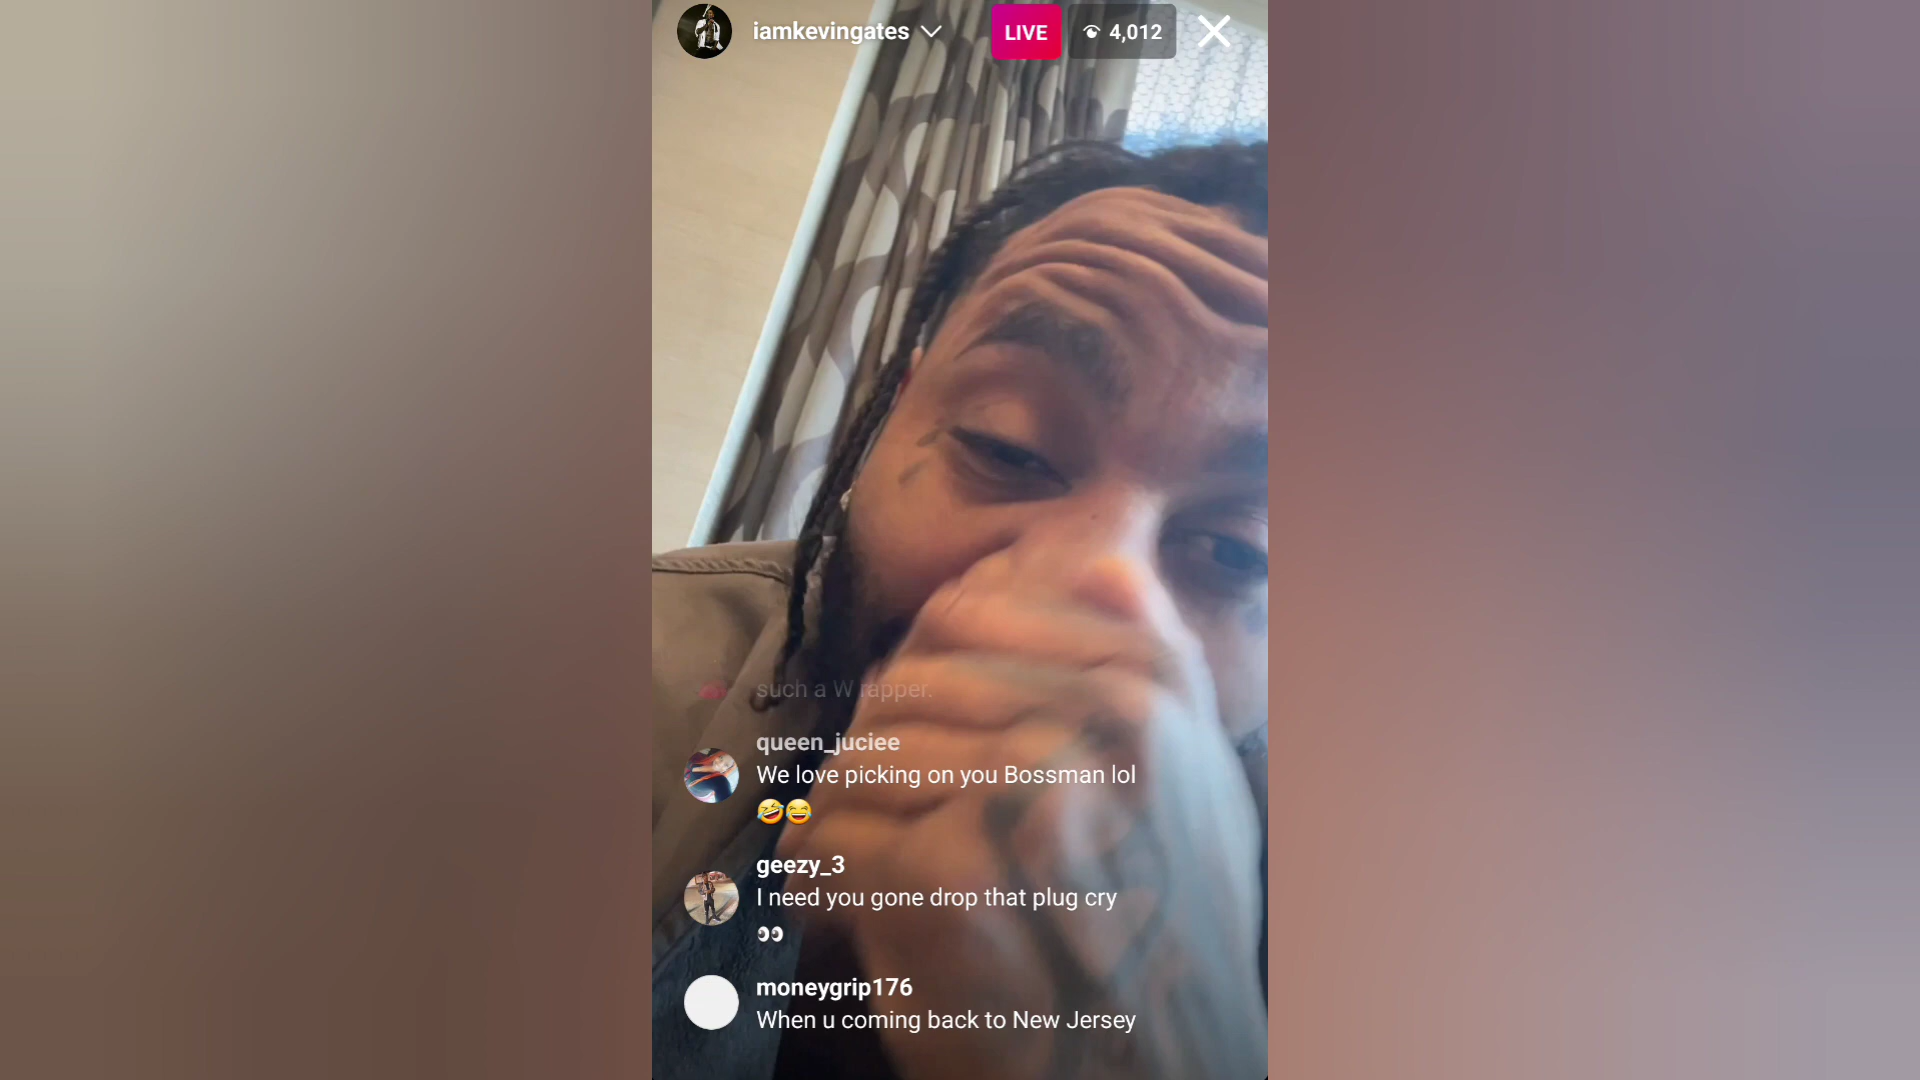 iamkevingates
LIVE
4,012
such a W rapper.
queen_juciee
We love picking on you Bossman lol
🤣😂
geezy_3
I need you gone drop that plug cry
👀
moneygrip176
When u coming back to New Jersey